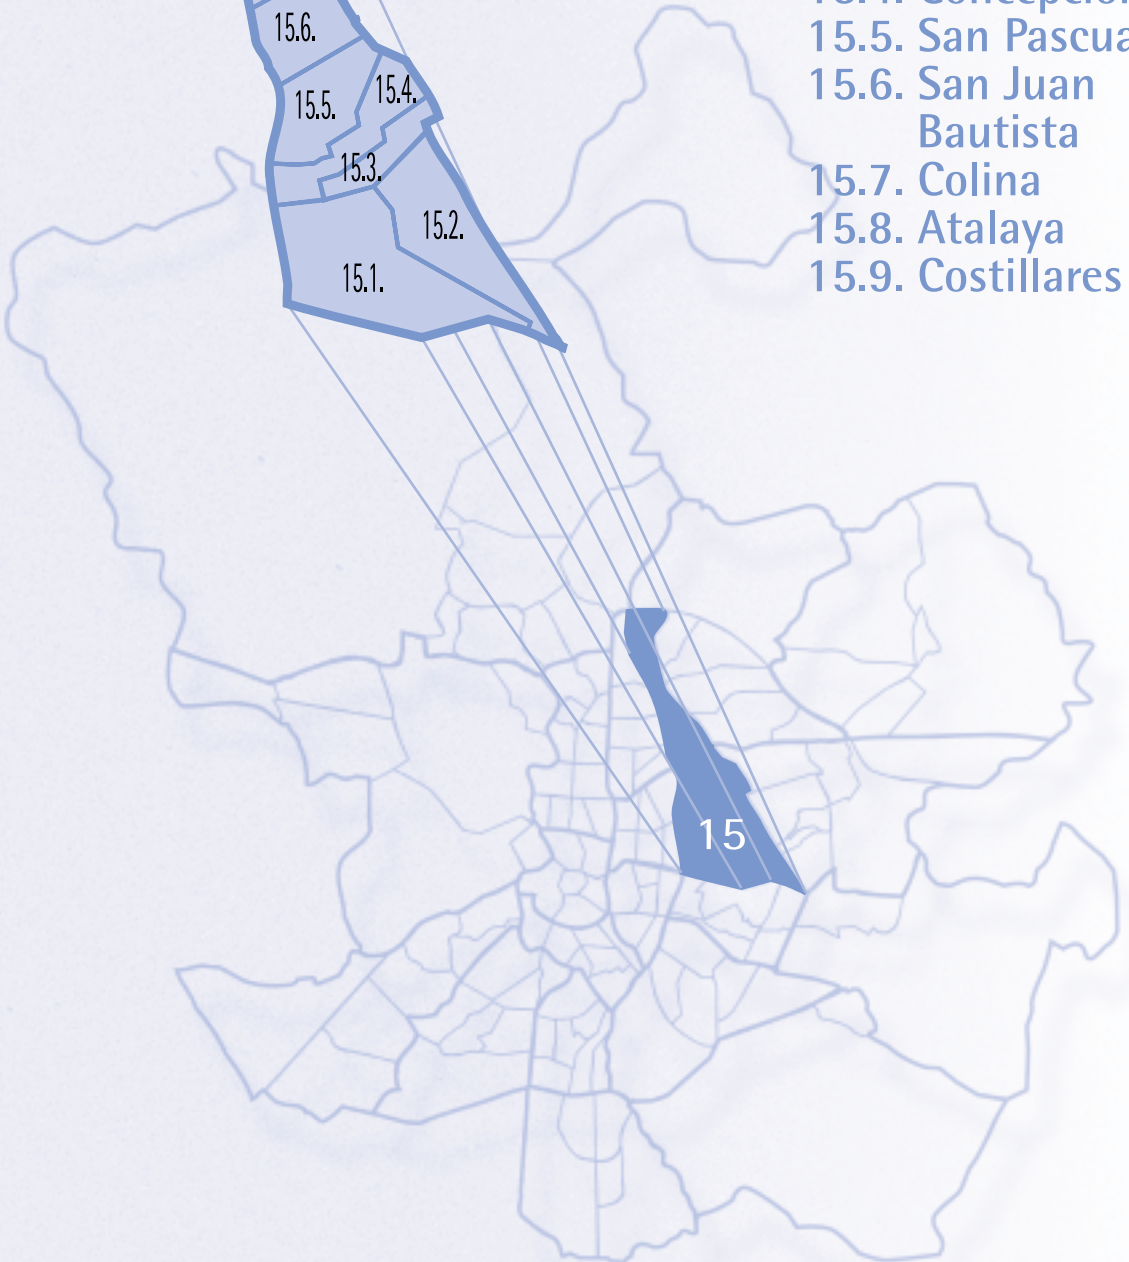 15.6.
15.5.
15.4.
15.3.
15.2.
15.1.
15
15.5. San Pascua
15.6. San Juan
Bautista
15.7. Colina
15.8. Atalaya
15.9. Costillares